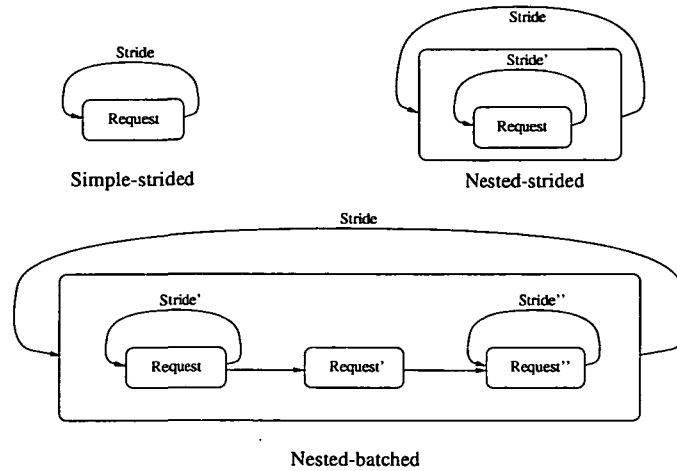 Stride
Request
Simple-strided
Stride
Stride'
Request
Nested-strided
Stride
Stride'
Stride''
Request
Request'
Request''
Nested-batched